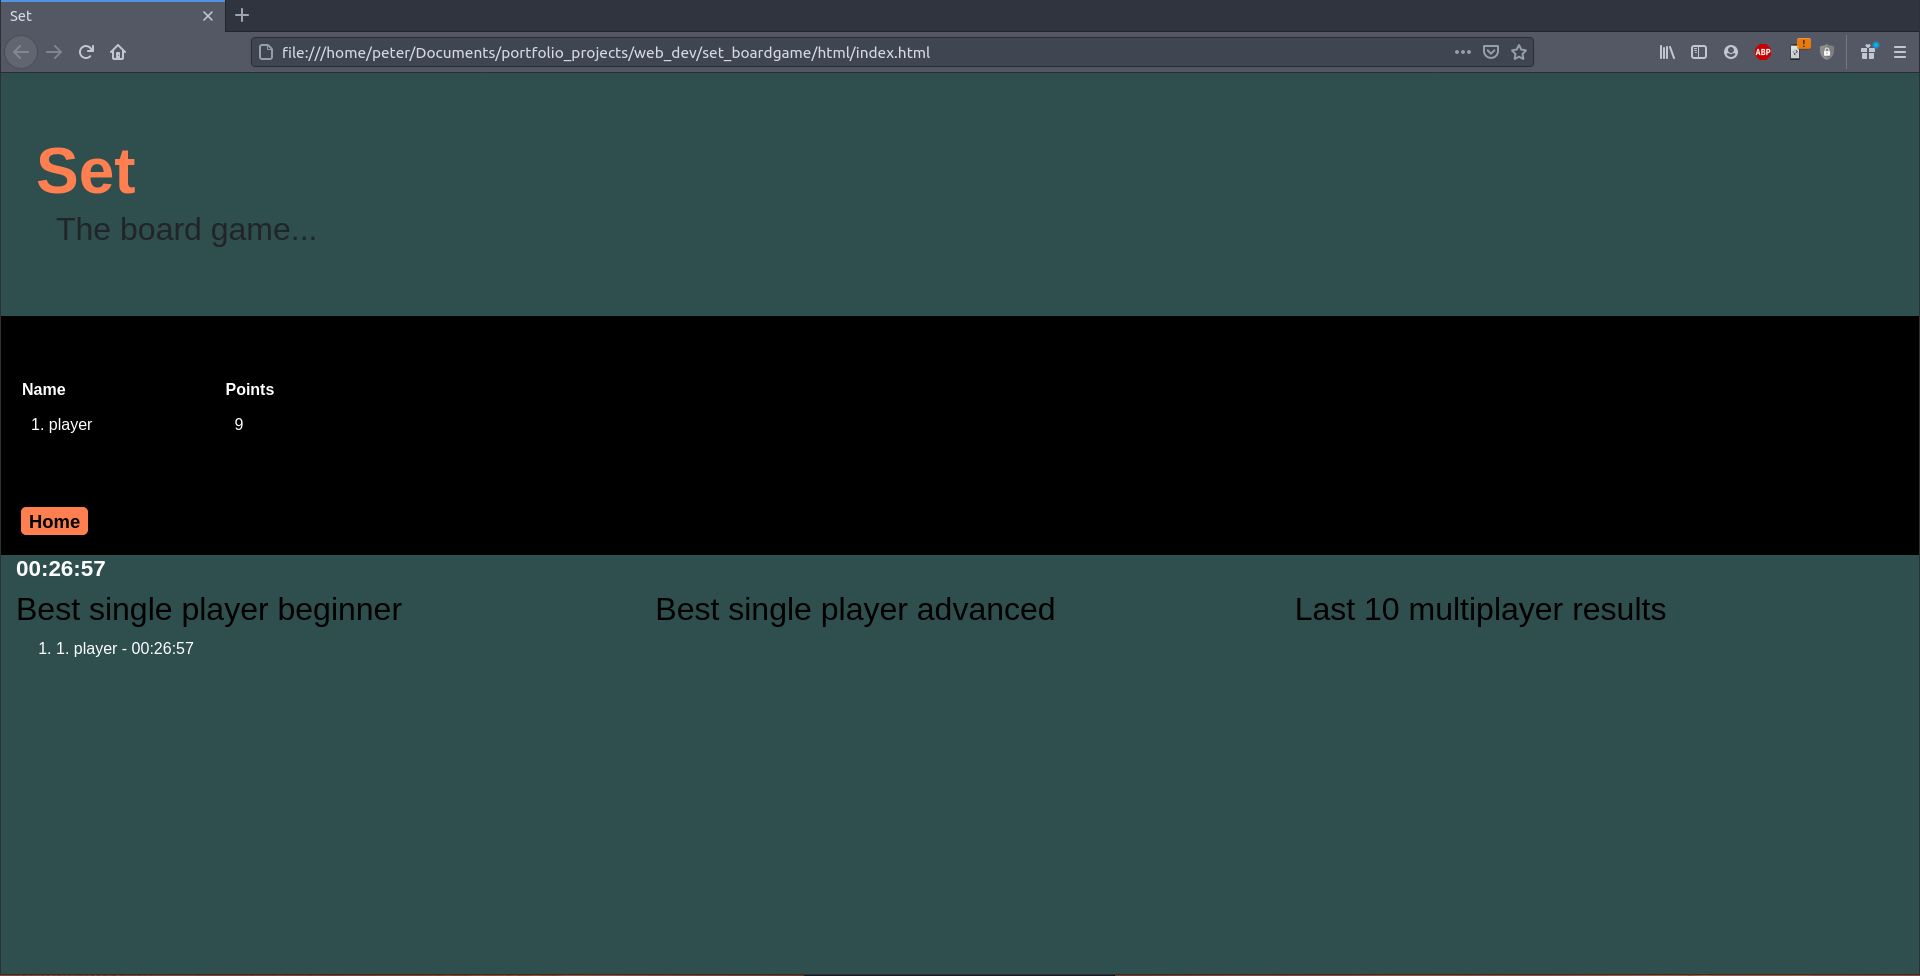 Set
file:///home/peter/Documents/portfolio_projects/web_dev/set_boardgame/html/index.html
ABP
!
Set
The board game...
Name Points
1. player 9
Home
00:26:57
Best single player beginner Best single player advanced Last 10 multiplayer results
1. 1. player - 00:26:57